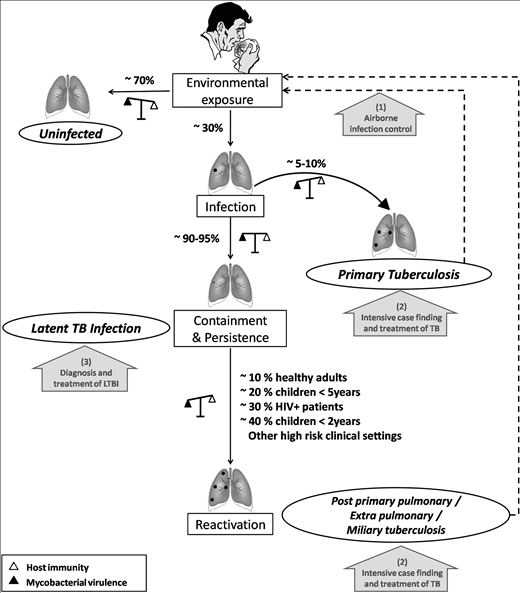 ~ 70%
Environmental
exposure
Uninfected
(1)
Airborne
infection control
~ 30%
~ 5-10%
Infection
~ 90-95%
Primary Tuberculosis
(2)
Intensive case finding
and treatment of TB
Latent TB Infection
Containment
& Persistence
(3)
Diagnosis and
treatment of LTBI
~ 10 % healthy adults
~ 20 % children < 5years
~ 30 % HIV+ patients
~ 40 % children < 2years
Other high risk clinical settings
Reactivation
Post primary pulmonary /
Extra pulmonary /
Miliary tuberculosis
(2)
Intensive case finding
and treatment of TB
Host immunity
Mycobacterial virulence